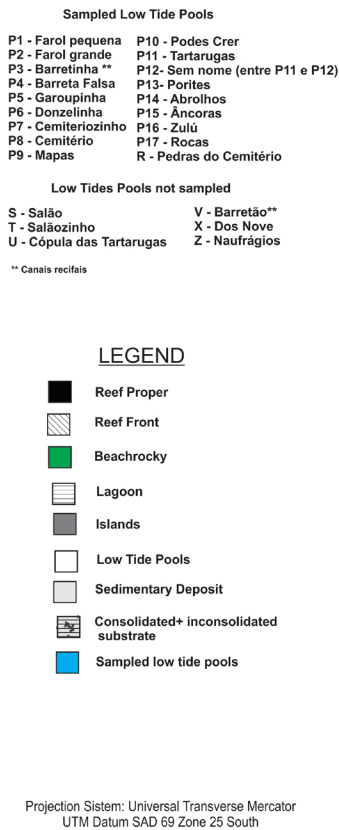 Sampled Low Tide Pools
P1 - Farol pequena
P2 - Farol grande
P3 - Barretinha **
P4 - Barreta Falsa
P5 - Garoupinha
P6 - Donzelinha
P7 - Cemiteriozinho
P8 - Cemitério
P9 - Mapas
P10 - Podes Crer
P11 - Tartarugas
P12- Sem nome (entre P11 e P12)
P13- Porites
P14 - Abrolhos
P15 - Âncoras
P16 - Zulú
P17 - Rocas
R - Pedras do Cemitério
Low Tides Pools not sampled
S - Salão
T - Salãozinho
U - Cópula das Tartarugas
V - Barretão**
X - Dos Nove
Z - Naufrágios
** Canais recifais
LEGEND
Reef Proper
Reef Front
Beachrocky
Lagoon
Islands
Low Tide Pools
Sedimentary Deposit
Consolidated+ inconsolidated
substrate
Sampled low tide pools
Projection Sistem: Universal Transverse Mercator
UTM Datum SAD 69 Zone 25 South